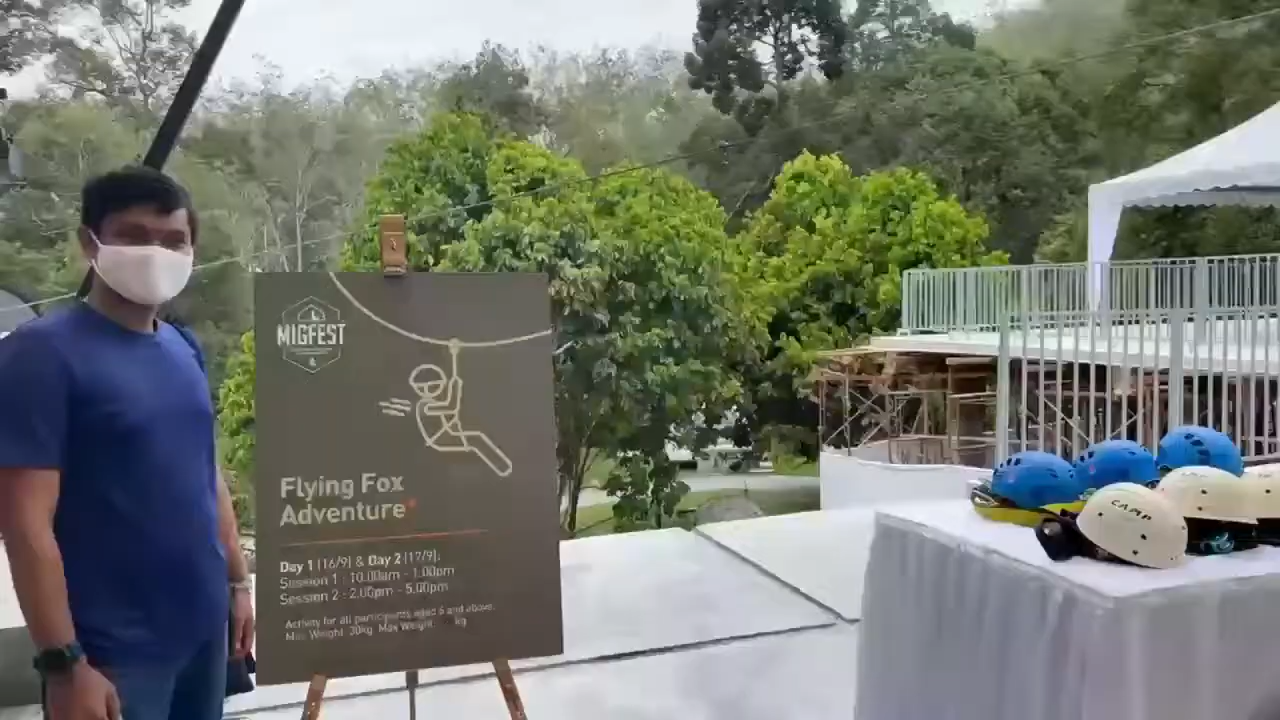 MIGFEST
Flying Fox
Adventure*
Day 1 (16/9) & Day 2 (17/9):
Session 1 : 10.00am - 1.00pm
Session 2 : 2.00pm - 5.00pm
Activity for all participants aged 6 and above.
Min Weight: 30kg Max Weight: kg
CAMP